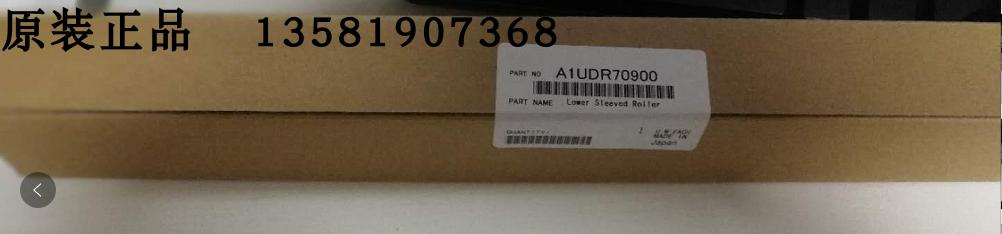 原装正品 13581907368
PART NO A1UDR70900
PART NAME Lower Sleeved Roller
QUANTITY:
1
MADE IN
Japan